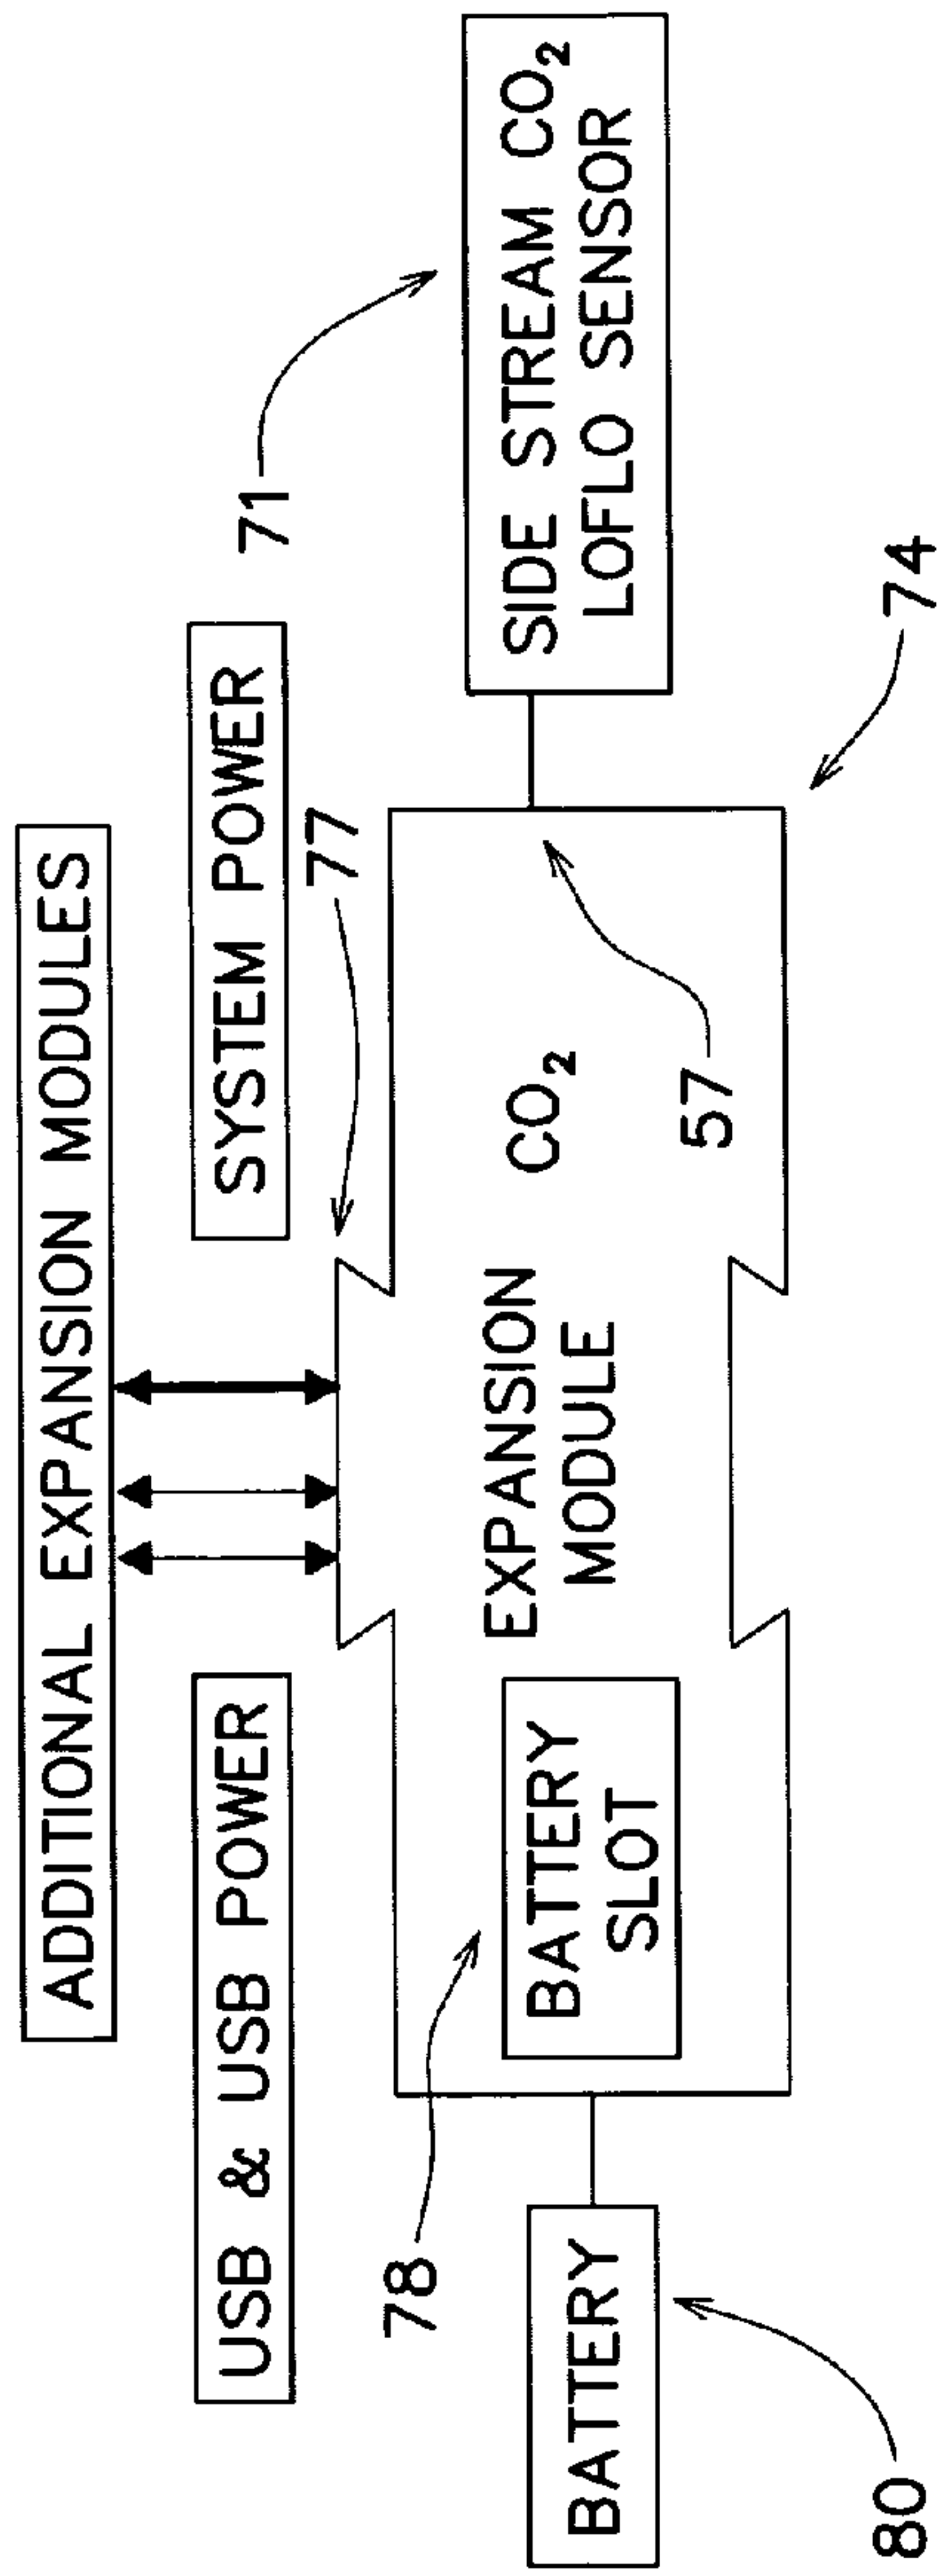 ADDITIONAL EXPANSION MODULES
USB & USB POWER
SYSTEM POWER
71
77
78
BATTERY
BATTERY
SLOT
EXPANSION
MODULE
CO₂
SIDE STREAM CO₂
LOFLO SENSOR
57
80
74